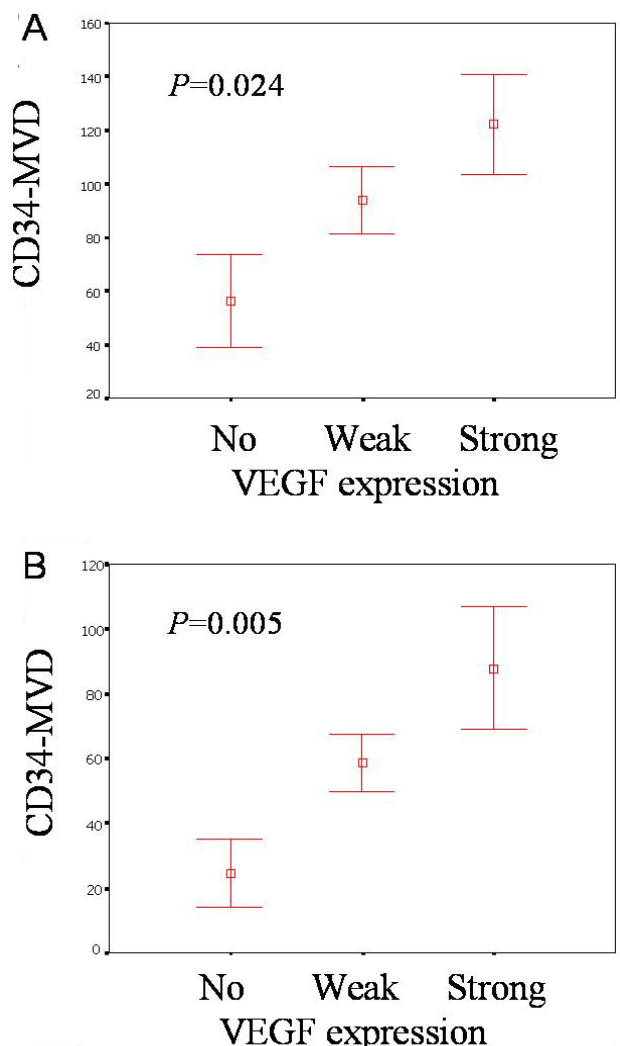 A
160
P=0.024
140
CD34-MVD
120
100
80
60
40
20
No Weak Strong
VEGF expression
B
120
P=0.005
100
CD34-MVD
80
60
40
20
0
No Weak Strong
VEGF expression